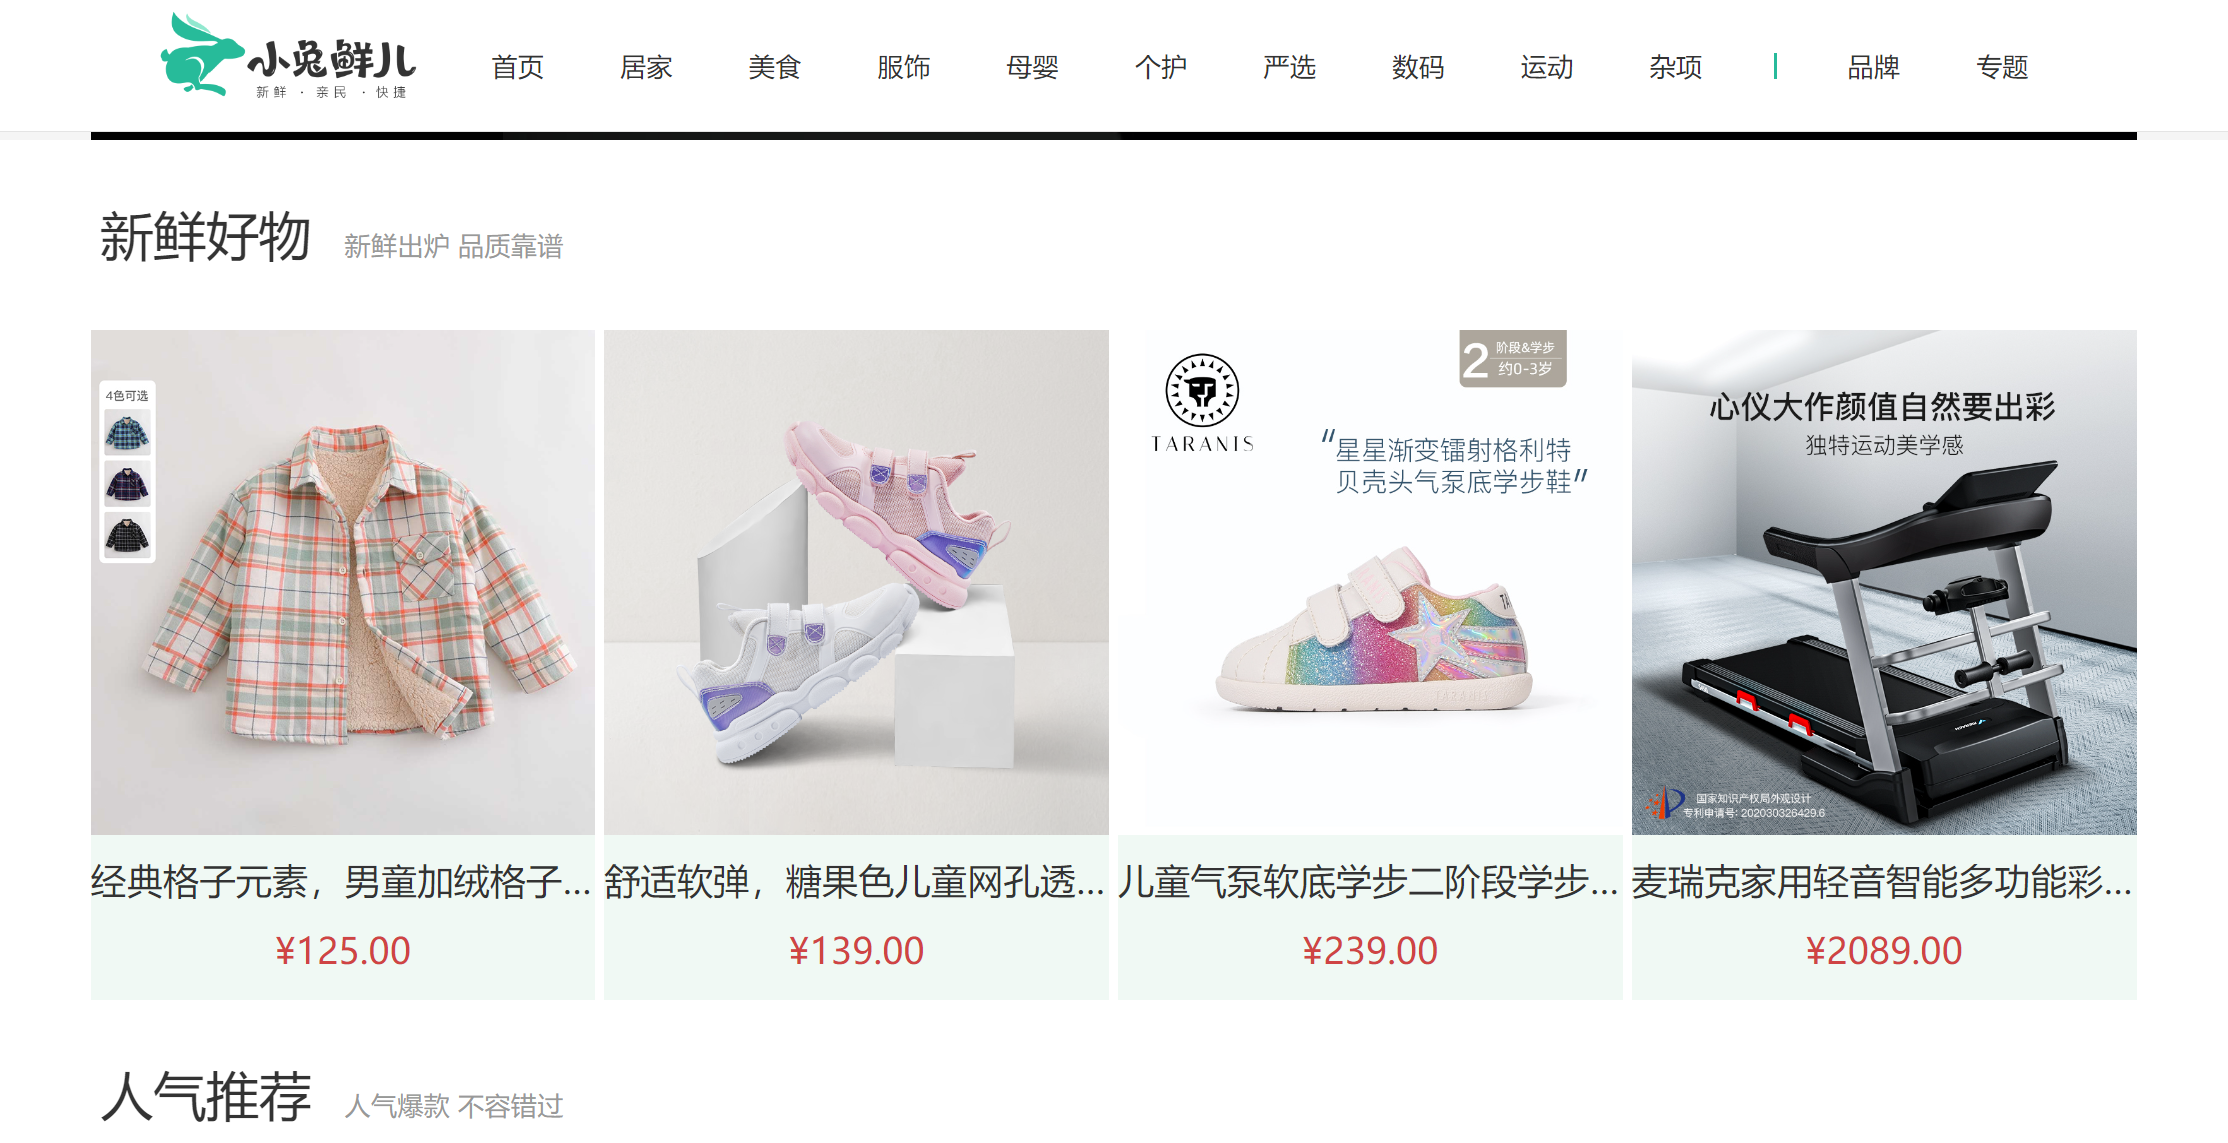 小兔鲜儿
新鲜 · 亲民 · 快捷
首页 居家 美食 服饰 母婴 个护 严选 数码 运动 杂项 品牌 专题
新鲜好物 新鲜出炉 品质靠谱
4色可选
TARANIS
2 阶段&学步
约0-3岁
“星星渐变镭射格利特
贝壳头气泵底学步鞋”
心仪大作颜值自然要出彩
独特运动美学感
国家知识产权局外观设计
专利申请号: 202030326429.6
经典格子元素，男童加绒格子...
¥125.00
舒适软弹，糖果色儿童网孔透...
¥139.00
儿童气泵软底学步二阶段学步...
¥239.00
麦瑞克家用轻音智能多功能彩...
¥2089.00
人气推荐 人气爆款 不容错过